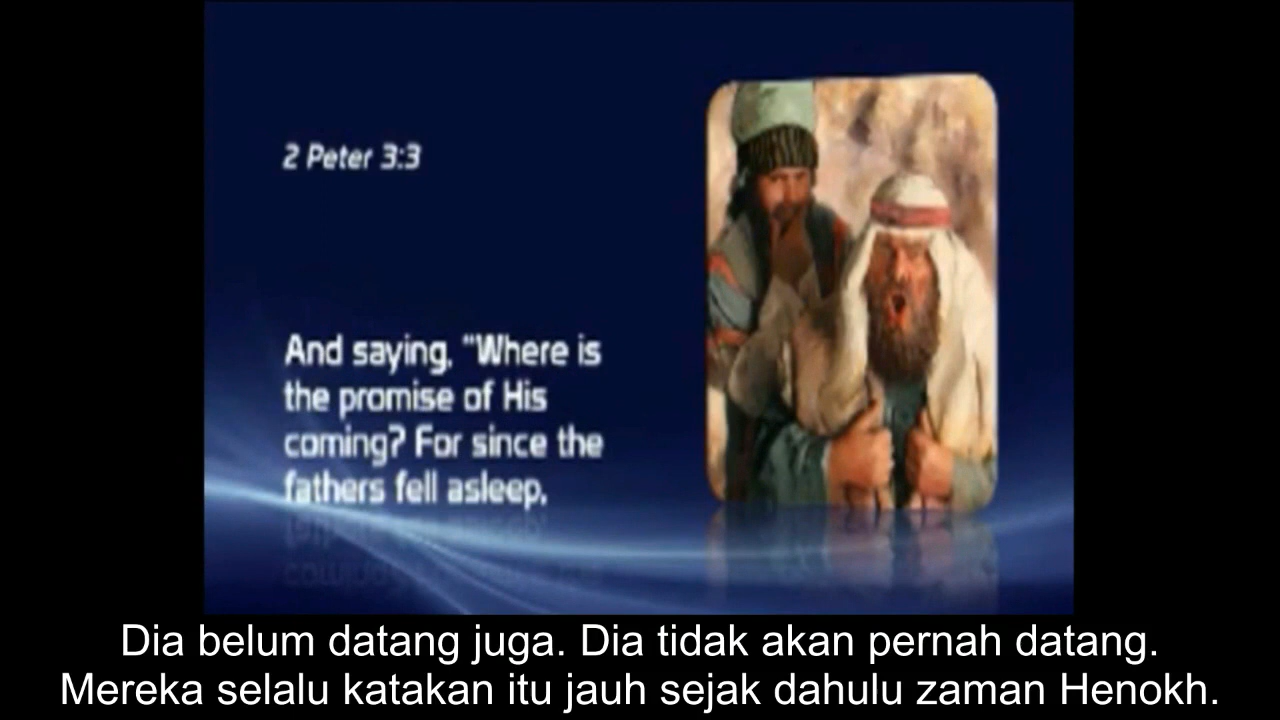 2 Peter 3:3
And saying, "Where is
the promise of His
coming? For since the
fathers fell asleep,
Dia belum datang juga. Dia tidak akan pernah datang.
Mereka selalu katakan itu jauh sejak dahulu zaman Henokh.